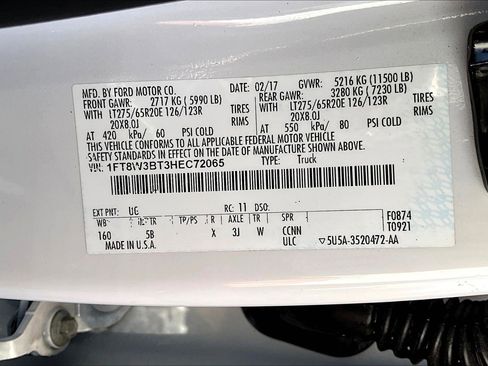 MFD. BY FORD MOTOR CO. DATE: 02/17 GVWR: 5216 KG (11500 LB)
FRONT GAWR: 2717 KG (5990 LB) REAR GAWR: 3280 KG (7230 LB)
WITH LT275/65R20E 126/123R TIRES WITH LT275/65R20E 126/123R TIRES
20X8.0J RIMS 20X8.0J RIMS
AT 420 kPa/ 60 PSI COLD AT 550 kPa/ 80 PSI COLD
THIS VEHICLE CONFORMS TO ALL APPLICABLE FEDERAL MOTOR VEHICLE
SAFETY STANDARDS IN EFFECT ON THE DATE OF MANUFACTURE SHOWN ABOVE.
VIN: 1FT8W3BT3HEC72065 TYPE: Truck
EXT PNT: UG RC: 11 DSO: F0874
WB INT TR TP/PS R AXLE TR SPR T0921
160 5B X 3J W CCNN
MADE IN U.S.A. ULC ▽5U5A-3520472-AA